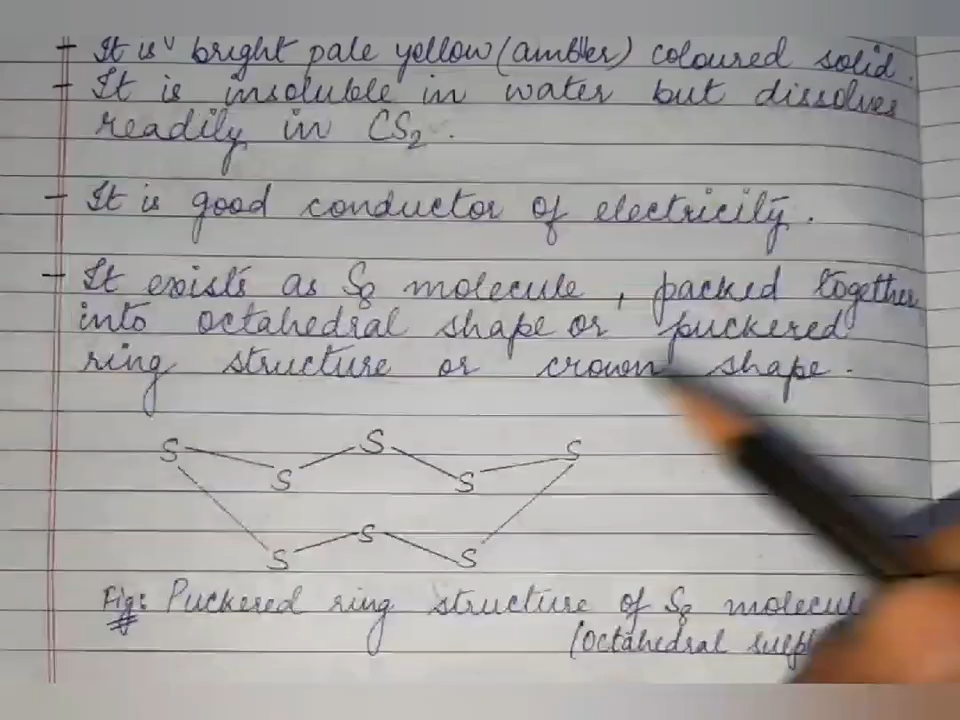 - It is bright pale yellow (amber) coloured solid.
- It is insoluble in water but dissolves
readily in CS₂.
- It is good conductor of electricity.
- It exists as S₈ molecule, packed together
into octahedral shape or puckered
ring structure or crown shape.
S S S S S
S S S
Fig: Puckered ring structure of S₈
(Octahedral